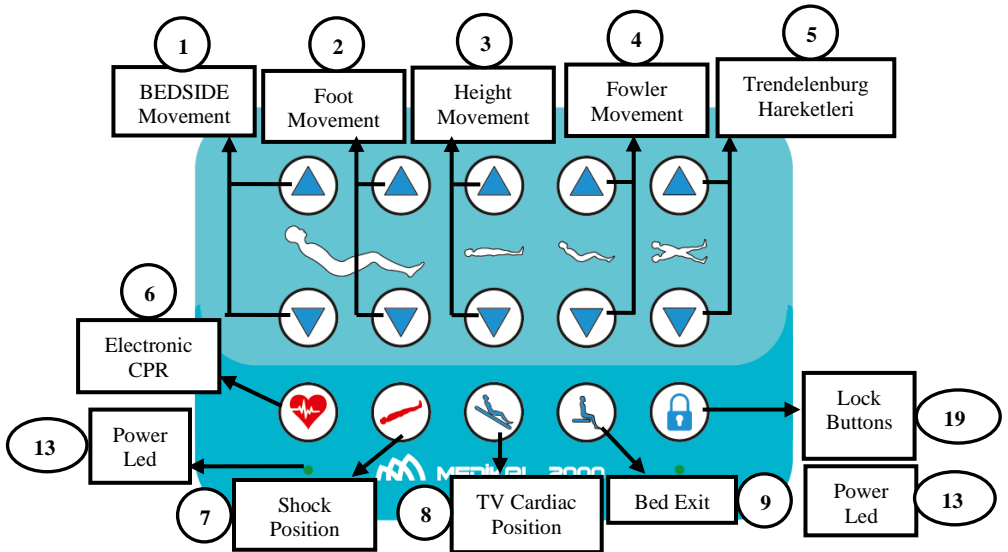 1
2
3
4
5
BEDSIDE
Movement
Foot
Movement
Height
Movement
Fowler
Movement
Trendelenburg
Hareketleri
6
Electronic
CPR
13
Power
Led
Lock
Buttons
19
7
Shock
Position
8
TV Cardiac
Position
Bed Exit
9
Power
Led
13